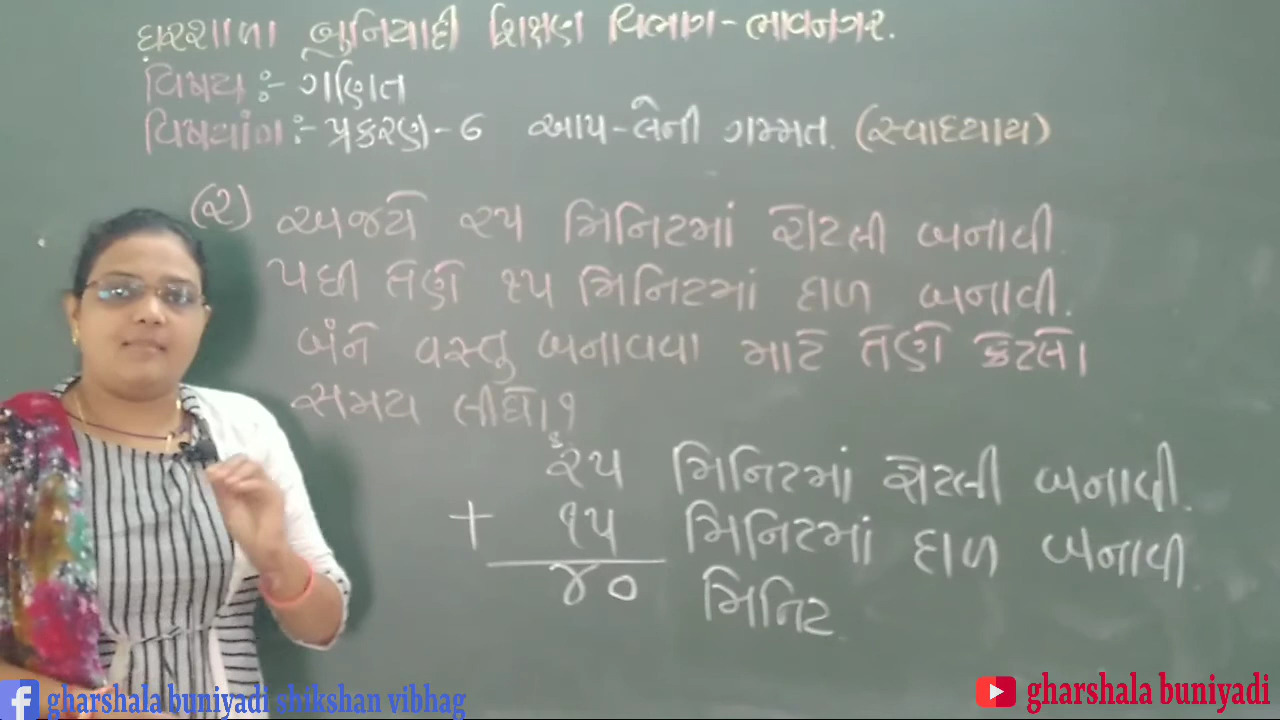 ઘરશાળા બુનિયાદી શિક્ષણ વિભાગ - ભાવનગર.
વિષય :- ગણિત
વિષયાંગ :- પ્રકરણ - ૬ આપ-લેની ગમ્મત. (સ્વાધ્યાય)
(૨) અજયે ૨૫ મિનિટમાં રોટલી બનાવી.
પછી તેણે ૧૫ મિનિટમાં દાળ બનાવી.
બંને વસ્તુ બનાવવા માટે તેણે કેટલો
સમય લીધો ?
૨૫ મિનિટમાં રોટલી બનાવી.
+ ૧૫ મિનિટમાં દાળ બનાવી.
૪૦ મિનિટ.
gharshala buniyadi shikshan vibhag
gharshala buniyadi